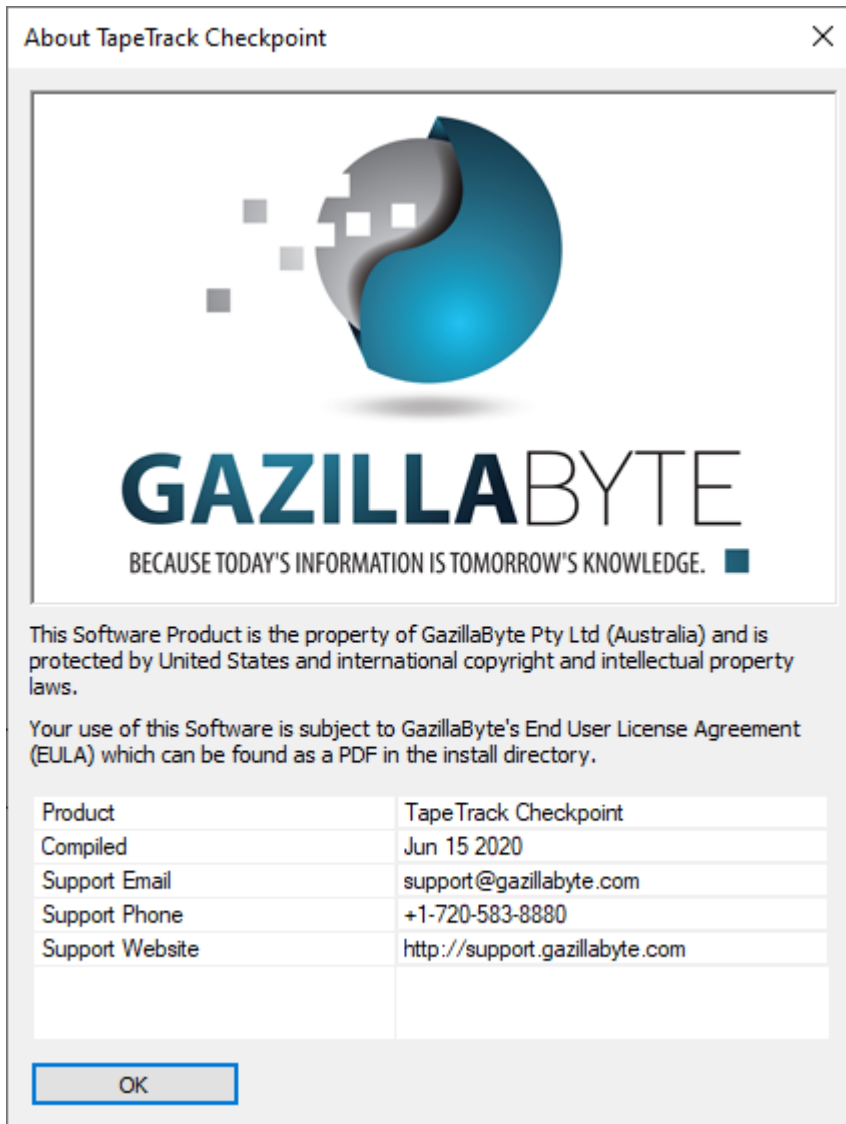 About TapeTrack Checkpoint
GAZILLABYTE
BECAUSE TODAY'S INFORMATION IS TOMORROW'S KNOWLEDGE.
This Software Product is the property of GazillaByte Pty Ltd (Australia) and is
protected by United States and international copyright and intellectual property
laws.
Your use of this Software is subject to GazillaByte's End User License Agreement
(EULA) which can be found as a PDF in the install directory.
Product TapeTrack Checkpoint
Compiled Jun 15 2020
Support Email support@gazillabyte.com
Support Phone +1-720-583-8880
Support Website http://support.gazillabyte.com
OK